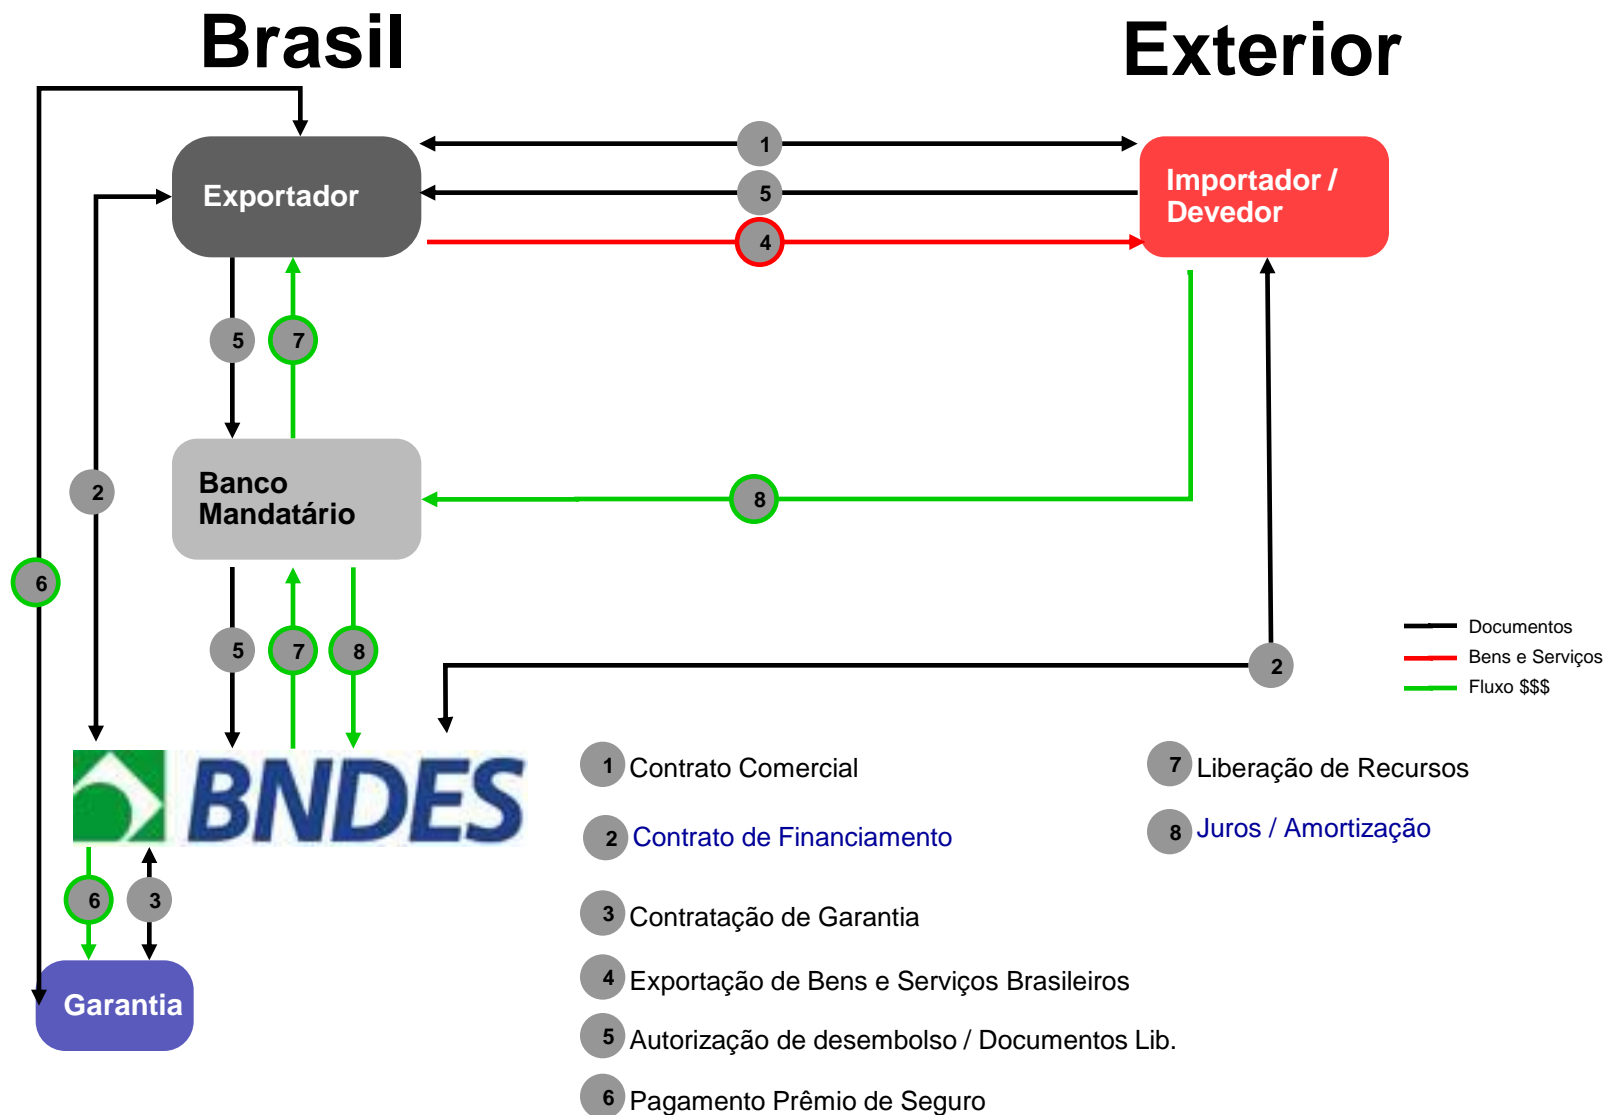 Brasil
Exterior
1
Exportador
5
Importador /
Devedor
4
5
7
2
Banco
Mandatário
8
6
5
7
8
2
Documentos
Bens e Serviços
Fluxo $$$
BNDES
1 Contrato Comercial
7 Liberação de Recursos
2 Contrato de Financiamento
8 Juros / Amortização
6
3
3 Contratação de Garantia
4 Exportação de Bens e Serviços Brasileiros
Garantia
5 Autorização de desembolso / Documentos Lib.
6 Pagamento Prêmio de Seguro